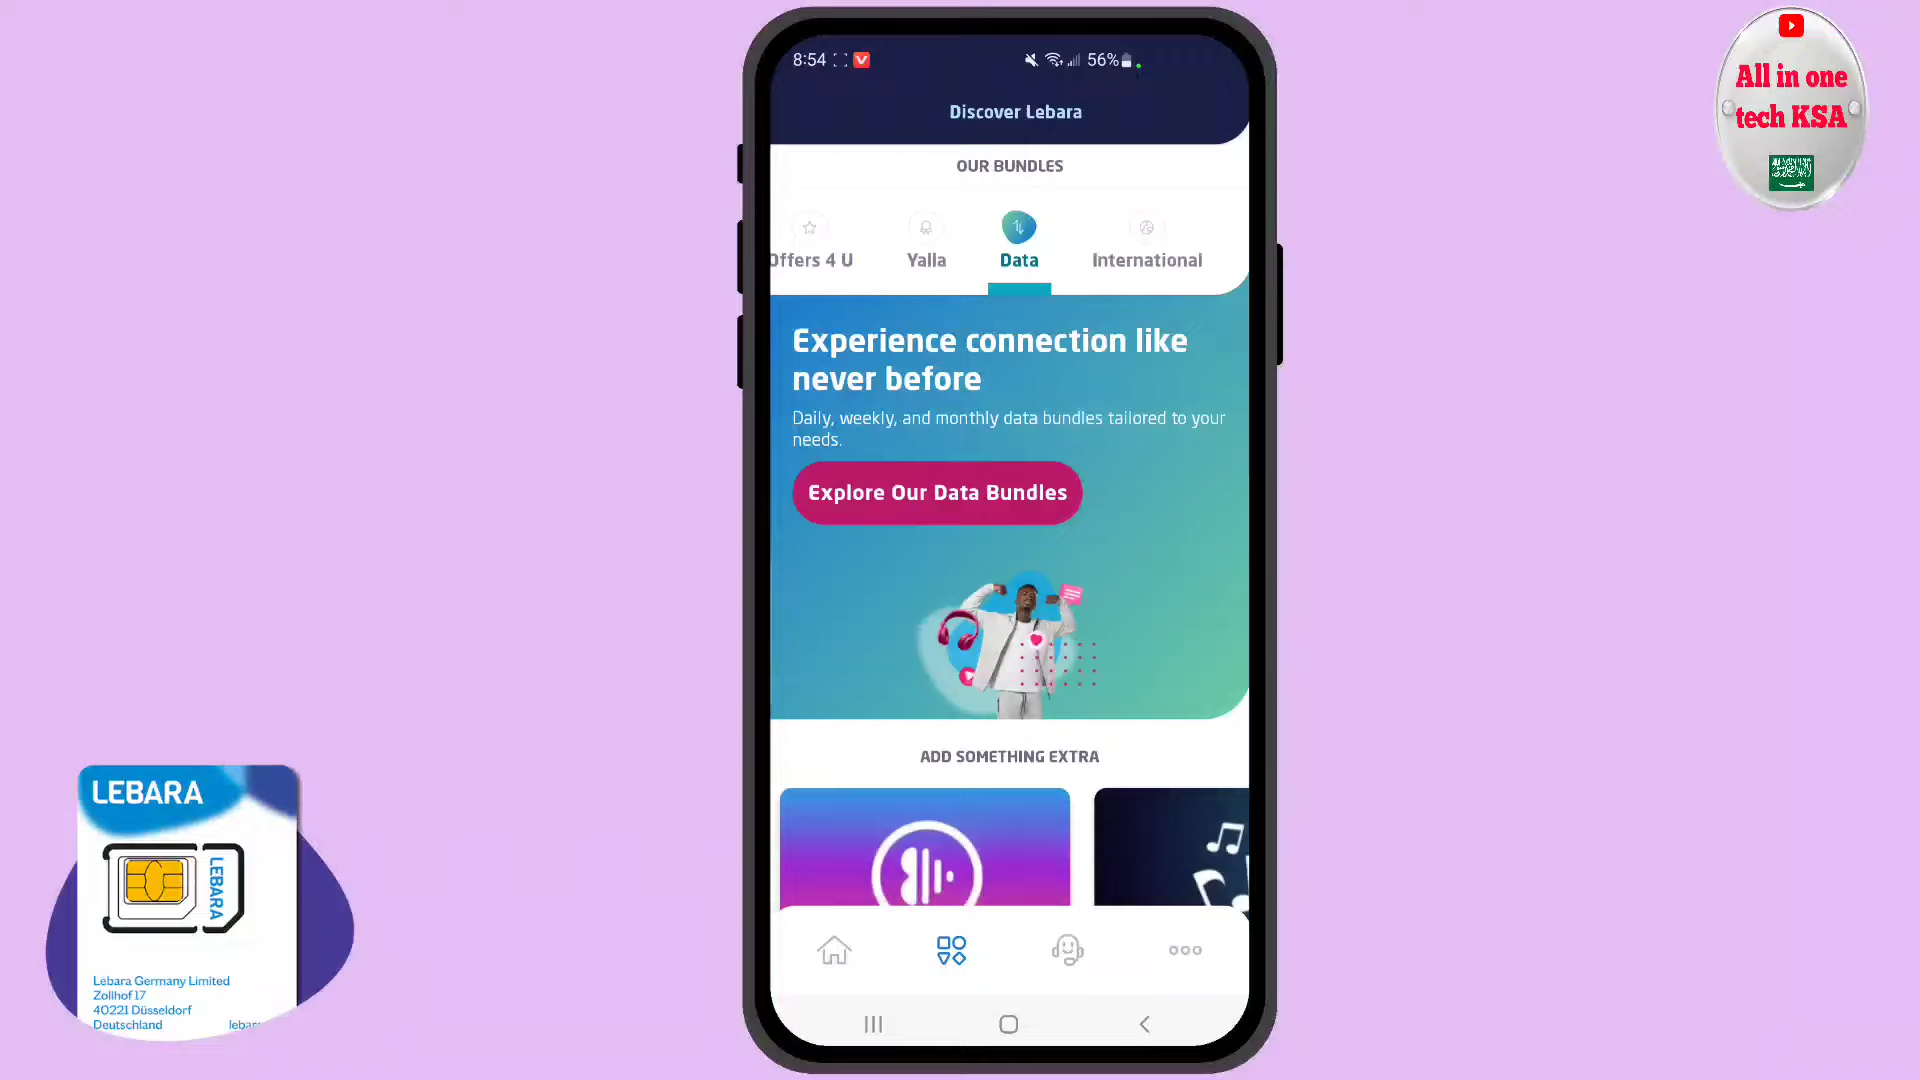 8:54
56%
Discover Lebara
OUR BUNDLES
Offers 4 U
Yalla
Data
International
Experience connection like
never before
Daily, weekly, and monthly data bundles tailored to your
needs.
Explore Our Data Bundles
ADD SOMETHING EXTRA
All in one
tech KSA
LEBARA
LEBARA
Lebara Germany Limited
Zollhof 17
40221 Düsseldorf
Deutschland
lebar